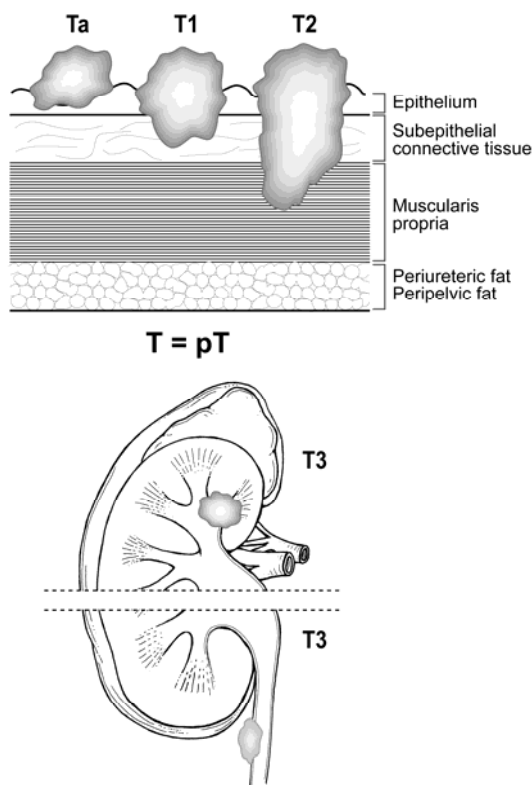 Ta T1 T2
Epithelium
Subepithelial
connective tissue
Muscularis
propria
Periureteric fat
Peripelvic fat
T = pT
T3
T3